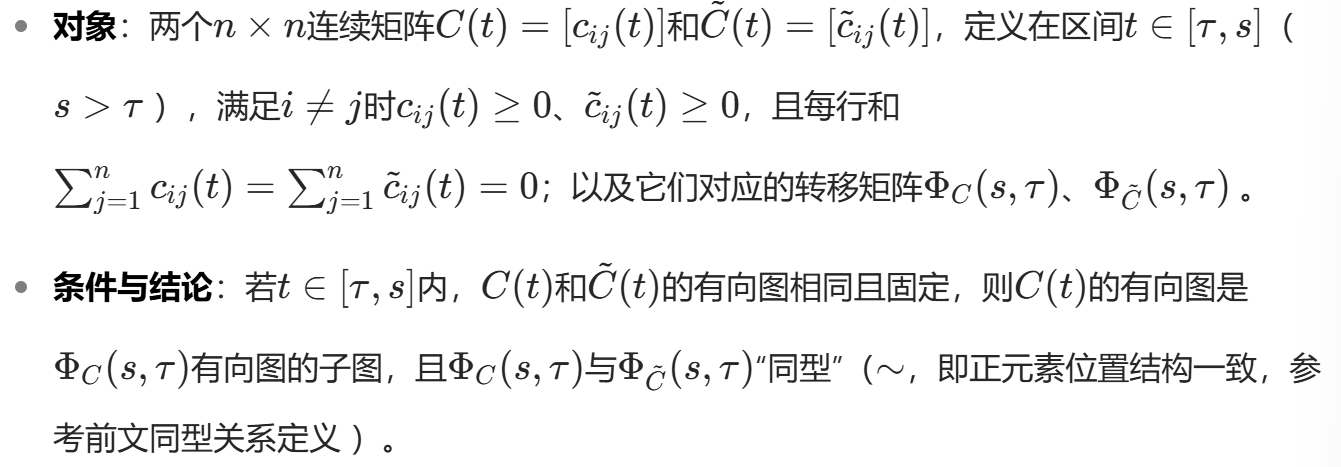 • 对象：两个$n \times n$连续矩阵$C(t) = [c_{ij}(t)]$和$\tilde{C}(t) = [\tilde{c}_{ij}(t)]$，定义在区间$t \in [\tau, s]$（
$s > \tau$ ），满足$i \neq j$时$c_{ij}(t) \geq 0$、$\tilde{c}_{ij}(t) \geq 0$，且每行和
$\sum_{j=1}^{n} c_{ij}(t) = \sum_{j=1}^{n} \tilde{c}_{ij}(t) = 0$；以及它们对应的转移矩阵$\Phi_C(s, \tau)$、$\Phi_{\tilde{C}}(s, \tau)$ 。
• 条件与结论：若$t \in [\tau, s]$内，$C(t)$和$\tilde{C}(t)$的有向图相同且固定，则$C(t)$的有向图是
$\Phi_C(s, \tau)$有向图的子图，且$\Phi_C(s, \tau)$与$\Phi_{\tilde{C}}(s, \tau)$“同型”（$\sim$，即正元素位置结构一致，参
考前文同型关系定义 ）。